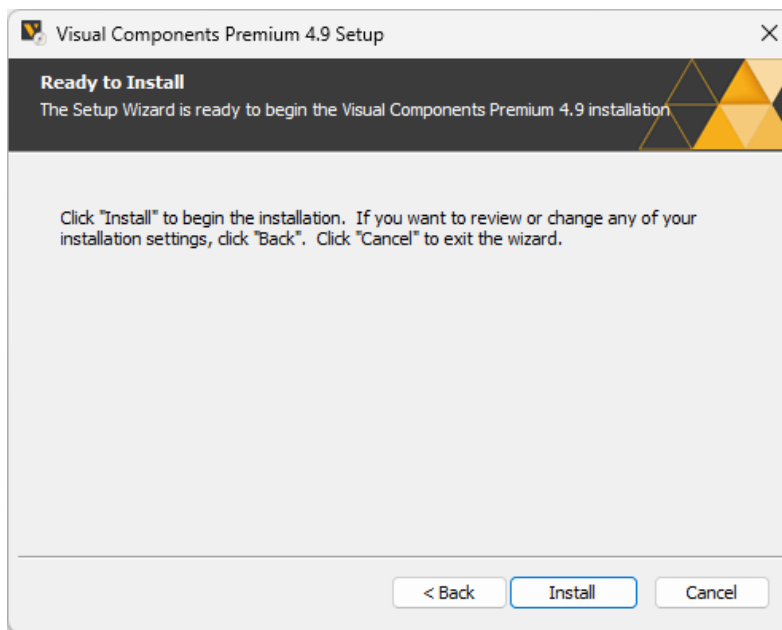 Visual Components Premium 4.9 Setup
Ready to Install
The Setup Wizard is ready to begin the Visual Components Premium 4.9 installation
Click "Install" to begin the installation. If you want to review or change any of your
installation settings, click "Back". Click "Cancel" to exit the wizard.
< Back Install Cancel